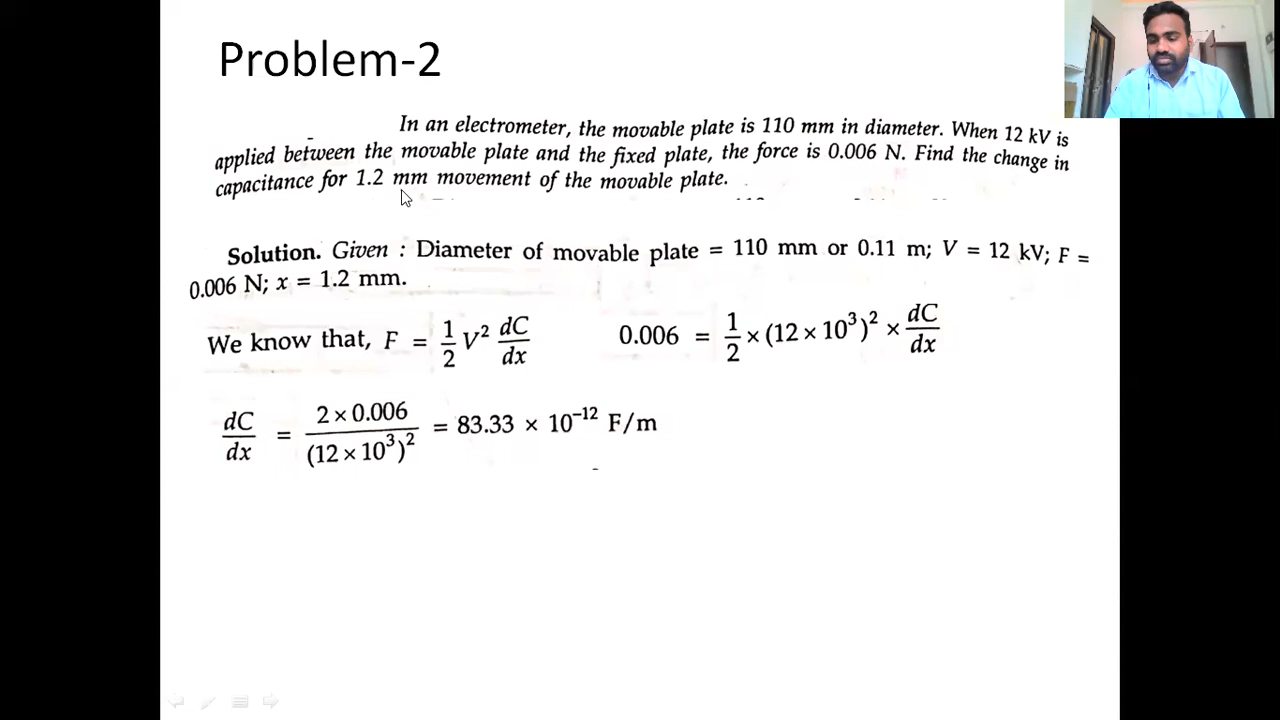 Problem-2
In an electrometer, the movable plate is 110 mm in diameter. When 12 kV is
applied between the movable plate and the fixed plate, the force is 0.006 N. Find the change in
capacitance for 1.2 mm movement of the movable plate.
Solution. Given : Diameter of movable plate = 110 mm or 0.11 m; V = 12 kV; F =
0.006 N; x = 1.2 mm.
We know that, F = 1/2 V² dC/dx 0.006 = 1/2 × (12 × 10³)² × dC/dx
dC/dx = 2 × 0.006/(12 × 10³)² = 83.33 × 10⁻¹² F/m